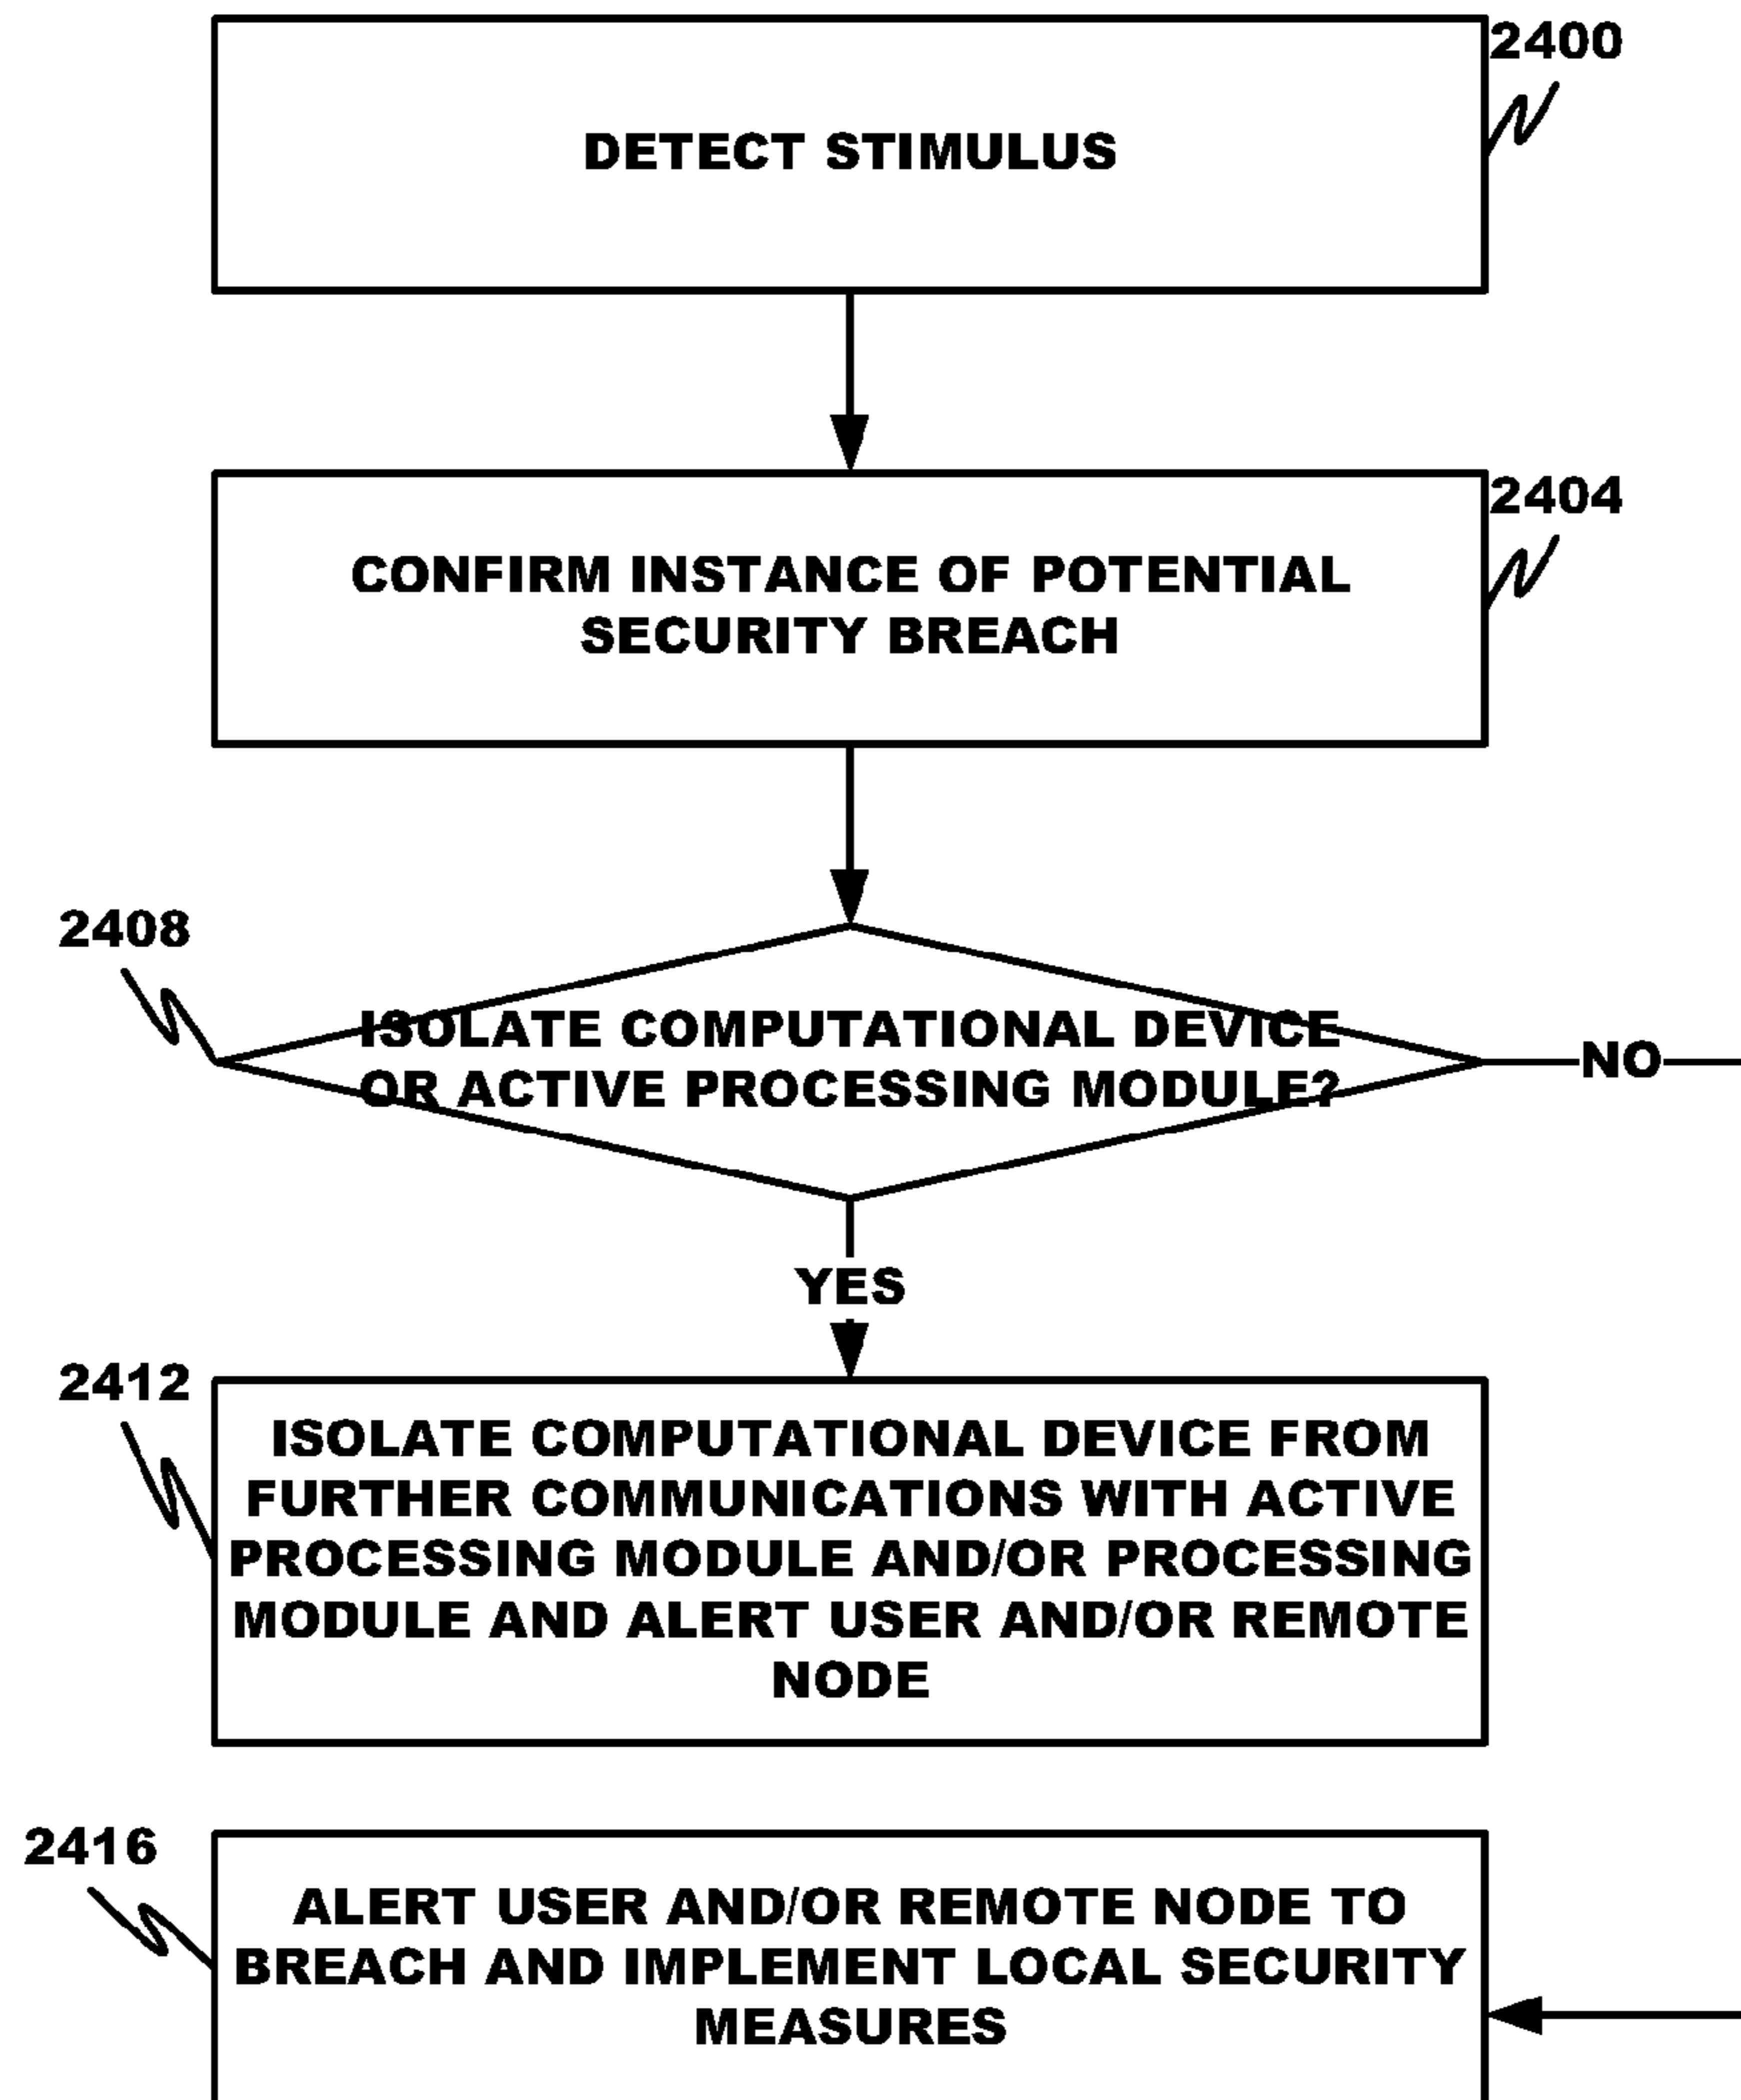 2400
DETECT STIMULUS
2404
CONFIRM INSTANCE OF POTENTIAL
SECURITY BREACH
2408
ISOLATE COMPUTATIONAL DEVICE
OR ACTIVE PROCESSING MODULE?
NO
YES
2412
ISOLATE COMPUTATIONAL DEVICE FROM
FURTHER COMMUNICATIONS WITH ACTIVE
PROCESSING MODULE AND/OR PROCESSING
MODULE AND ALERT USER AND/OR REMOTE
NODE
2416
ALERT USER AND/OR REMOTE NODE TO
BREACH AND IMPLEMENT LOCAL SECURITY
MEASURES